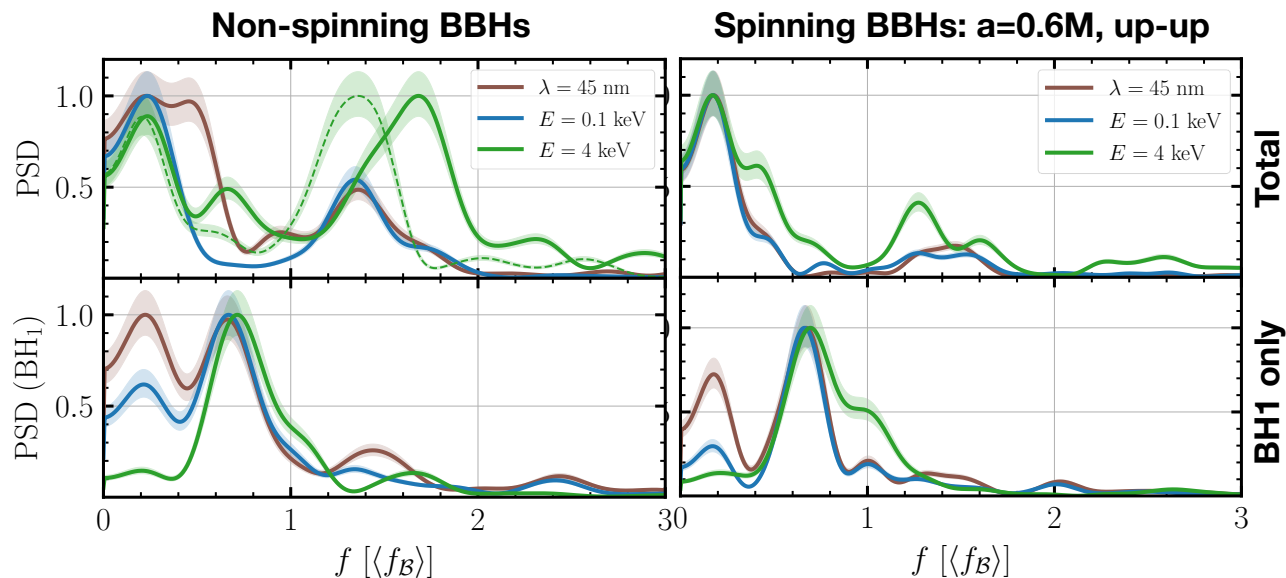 Non-spinning BBHs
Spinning BBHs: a=0.6M, up-up
PSD
1.0
0.5
λ = 45 nm
E = 0.1 keV
E = 4 keV
λ = 45 nm
E = 0.1 keV
E = 4 keV
Total
PSD (BH₁)
1.0
0.5
BH1 only
0 1 2 3 0 1 2 3
f [⟨f_ℬ⟩]
f [⟨f_ℬ⟩]